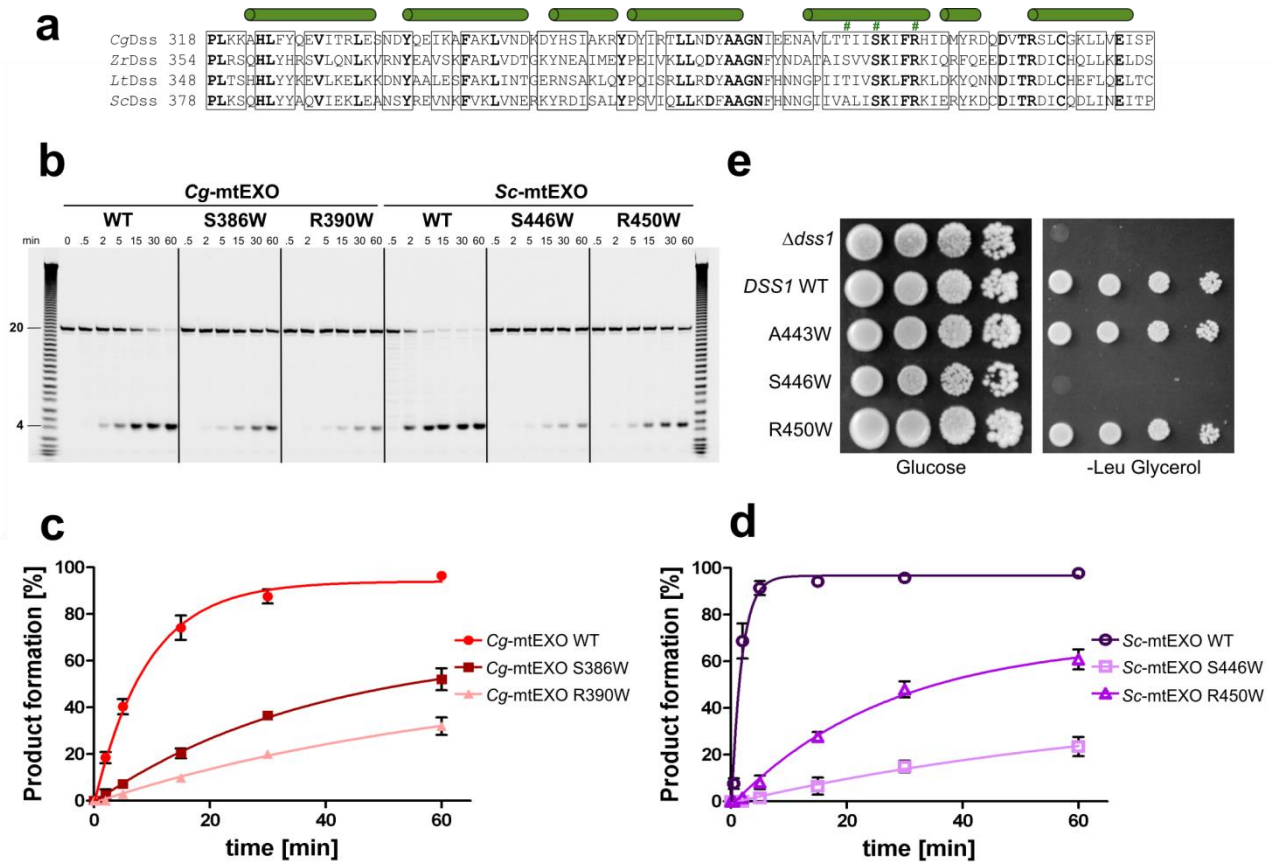 a
# # #
CgDss 318 PLKKAHLFYQEVITRLESNDYQEIKAFAKLVNDKDYHSIAKRYDYIRTLLNDYAAGNIEENAVLTTIISKIFRHIDMYRDQDVTRSLCGKLLVEISP
ZrDss 354 PLRSQHLYHRSVLQNLKVRNYAEVSKFVKLVNEDKYNEAIMEYPEIVKLLQDYAAGNFYNDATAISVVSKIFRKIQRFQEEDITRDICHKLKELDS
LtDss 348 PLTSHHLYYKEVLKELKKDNYAALESFAKLINTGERNSAKLQYPGIIKLLKDYAAGNFYNNGPIITVISKIFRKLDKYQNNDITRDLCHEFLQELTC
ScDss 378 PLKSQHLYYAQVIEKLEANSYREVNKFVKLVNERKYRDISALYPSVIQLLKDFAAGNFHNNGIIVALISKIFRKIERYKDCDITRDICQDLINEITP
b
Cg-mtEXO Sc-mtEXO
WT S386W R390W WT S446W R450W
min 0 .5 2 5 15 30 60 .5 2 5 15 30 60 .5 2 5 15 30 60 .5 2 5 15 30 60 .5 2 5 15 30 60 .5 2 5 15 30 60
20
4
e
Δdss1
DSS1 WT
A443W
S446W
R450W
Glucose -Leu Glycerol
c
Product formation [%]
100
80
60
40
20
0
0 20 40 60
time [min]
Cg-mtEXO WT
Cg-mtEXO S386W
Cg-mtEXO R390W
d
Product formation [%]
100
80
60
40
20
0
0 20 40 60
time [min]
Sc-mtEXO WT
Sc-mtEXO S446W
Sc-mtEXO R450W